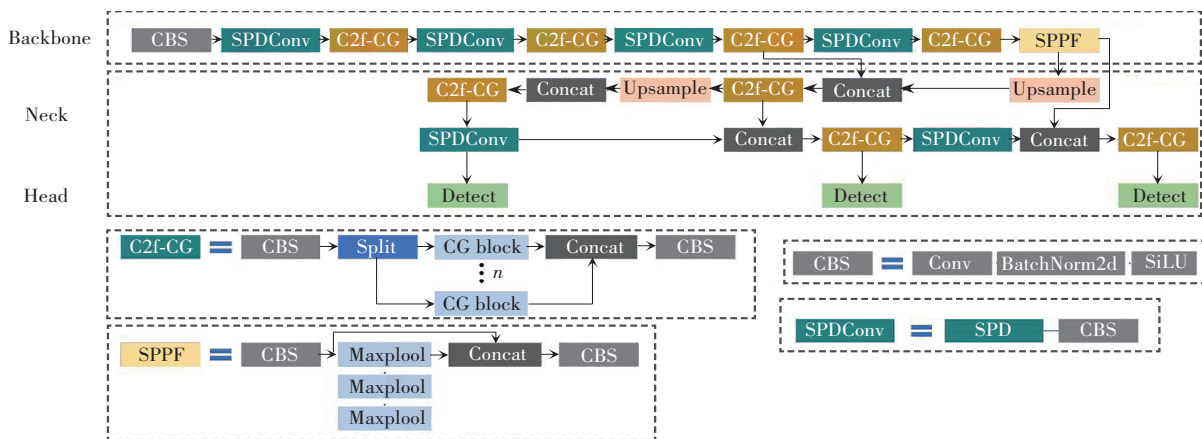 Backbone
CBS SPDConv C2f-CG SPDConv C2f-CG SPDConv C2f-CG SPDConv C2f-CG SPPF
Neck
C2f-CG Concat Upsample C2f-CG Concat Upsample
SPDConv Concat C2f-CG SPDConv Concat C2f-CG
Head
Detect Detect Detect
C2f-CG = CBS Split CG block Concat CBS
n
CG block
CBS = Conv BatchNorm2d SiLU
SPDConv = SPD CBS
SPPF = CBS Maxplool Concat CBS
Maxplool
Maxplool